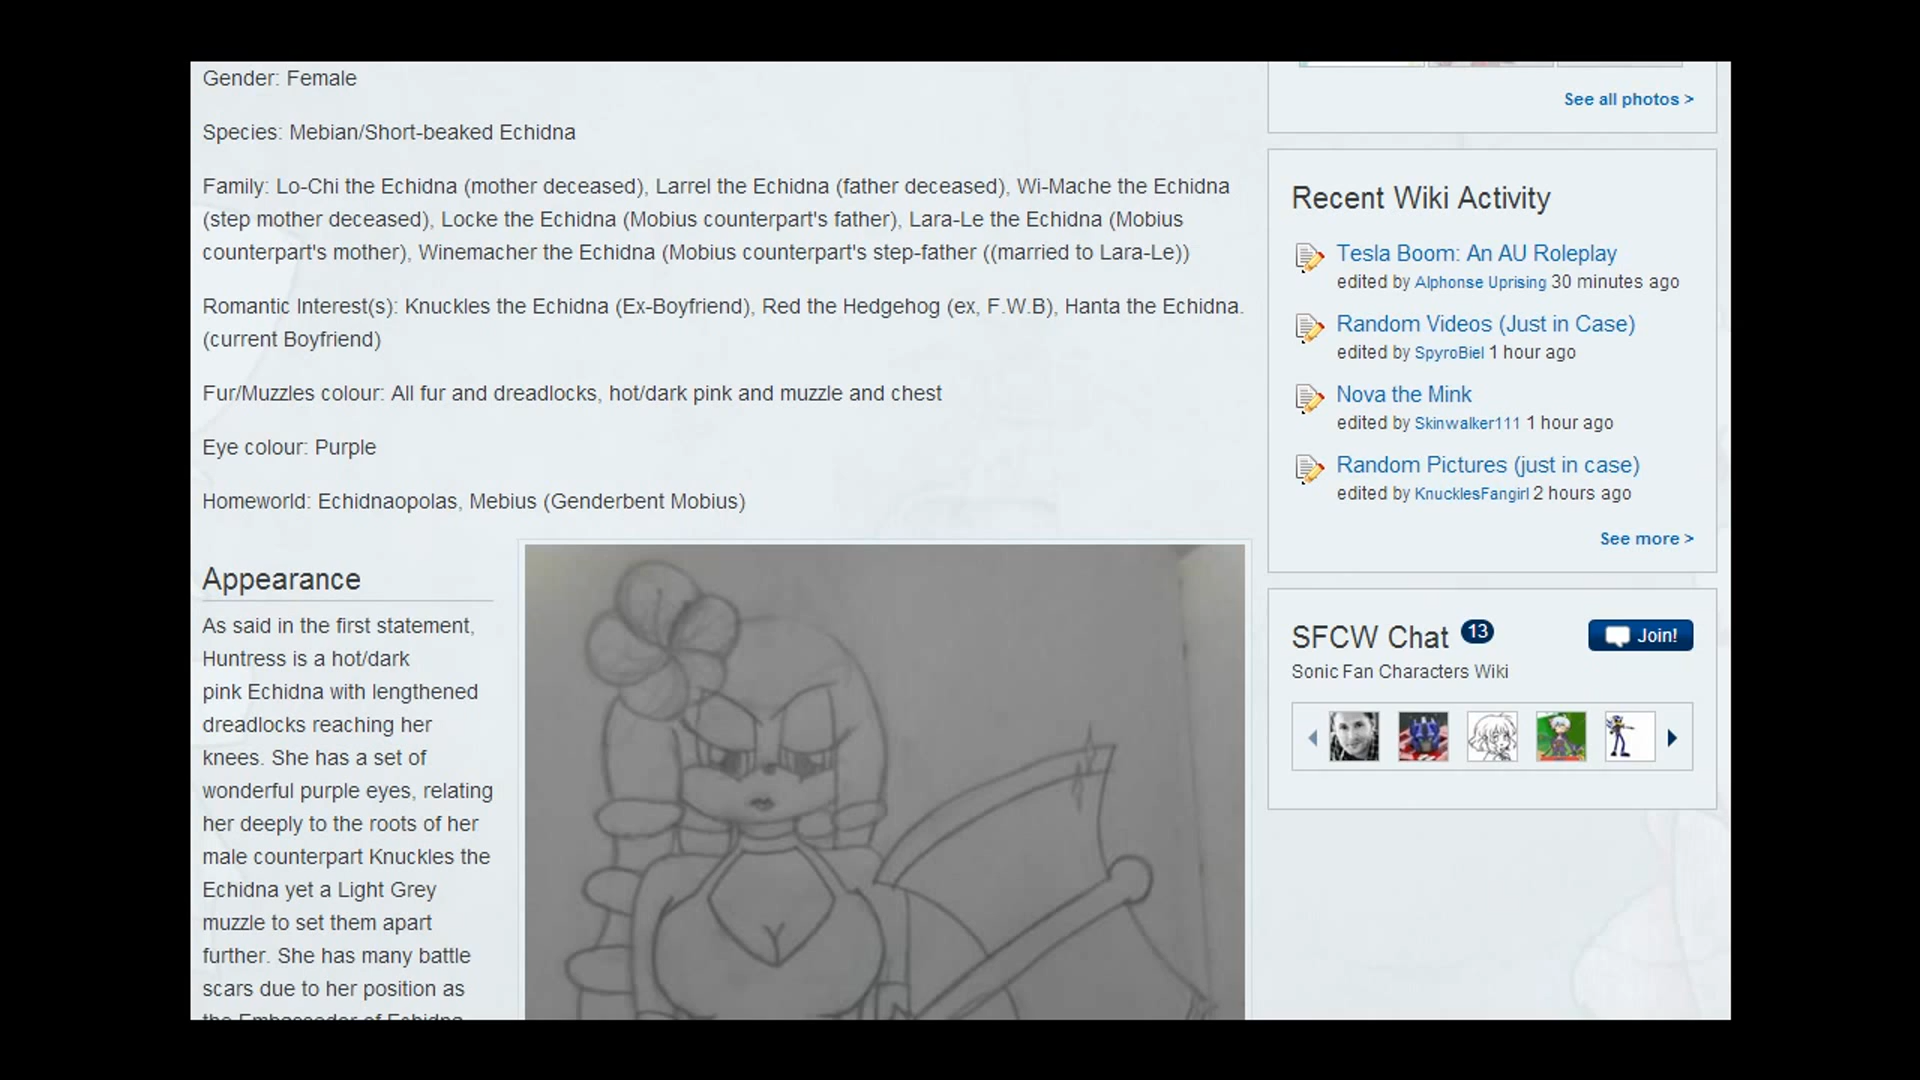 Gender: Female
Species: Mebian/Short-beaked Echidna
Family: Lo-Chi the Echidna (mother deceased), Larrel the Echidna (father deceased), Wi-Mache the Echidna
(step mother deceased), Locke the Echidna (Mobius counterpart's father), Lara-Le the Echidna (Mobius
counterpart's mother), Winemacher the Echidna (Mobius counterpart's step-father ((married to Lara-Le))
Romantic Interest(s): Knuckles the Echidna (Ex-Boyfriend), Red the Hedgehog (ex, F.W.B), Hanta the Echidna.
(current Boyfriend)
Fur/Muzzles colour: All fur and dreadlocks, hot/dark pink and muzzle and chest
Eye colour: Purple
Homeworld: Echidnaopolas, Mebius (Genderbent Mobius)
Appearance
As said in the first statement,
Huntress is a hot/dark
pink Echidna with lengthened
dreadlocks reaching her
knees. She has a set of
wonderful purple eyes, relating
her deeply to the roots of her
male counterpart Knuckles the
Echidna yet a Light Grey
muzzle to set them apart
further. She has many battle
scars due to her position as
the Embassador of Echidna
See all photos >
Recent Wiki Activity
Tesla Boom: An AU Roleplay
edited by Alphonse Uprising 30 minutes ago
Random Videos (Just in Case)
edited by SpyroBiel 1 hour ago
Nova the Mink
edited by Skinwalker111 1 hour ago
Random Pictures (just in case)
edited by KnucklesFangirl 2 hours ago
See more >
SFCW Chat 13
Join!
Sonic Fan Characters Wiki